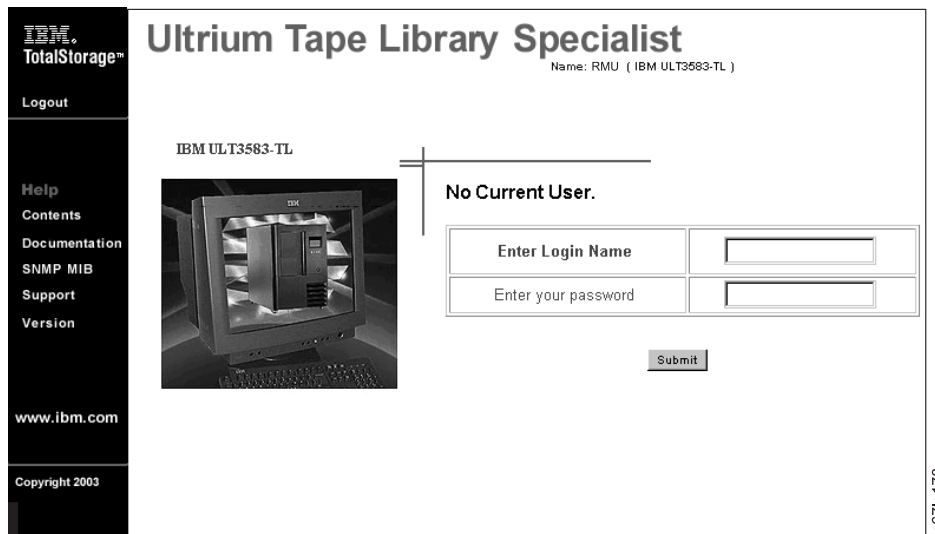 IBM.
TotalStorage™
Logout
Help
Contents
Documentation
SNMP MIB
Support
Version
www.ibm.com
Copyright 2003
Ultrium Tape Library Specialist
Name: RMU ( IBM ULT3583-TL )
IBM ULT3583-TL
IBM
No Current User.
Enter Login Name
Enter your password
Submit